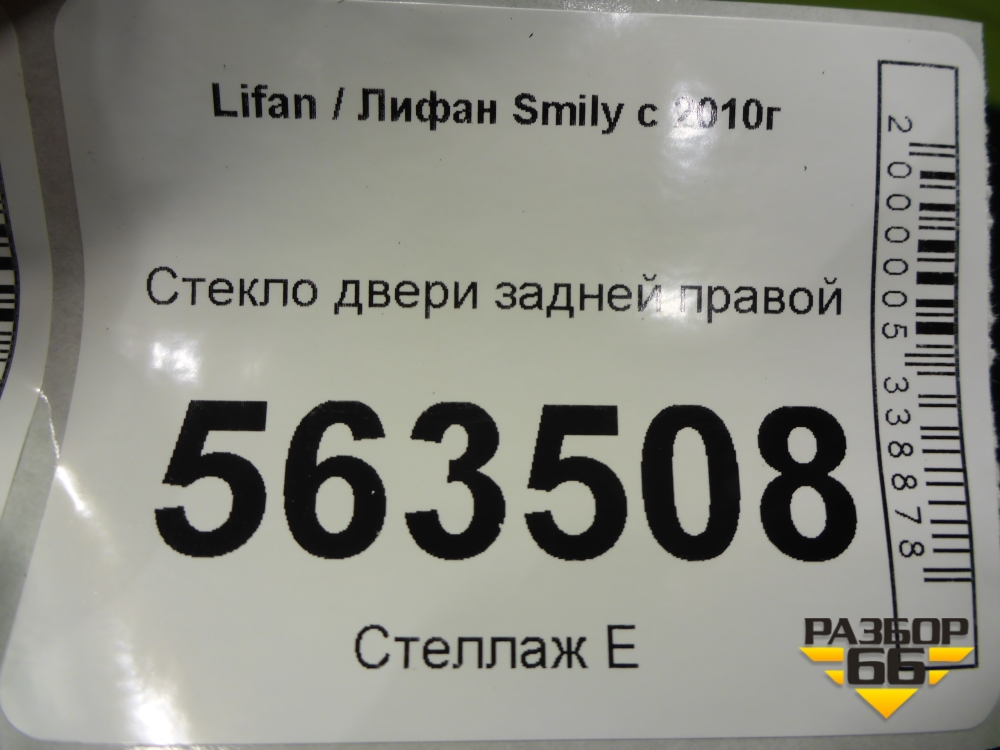 Lifan / Лифан Smily с 2010г
Стекло двери задней правой
563508
Стеллаж Е
2000005338878
РАЗБОР
66